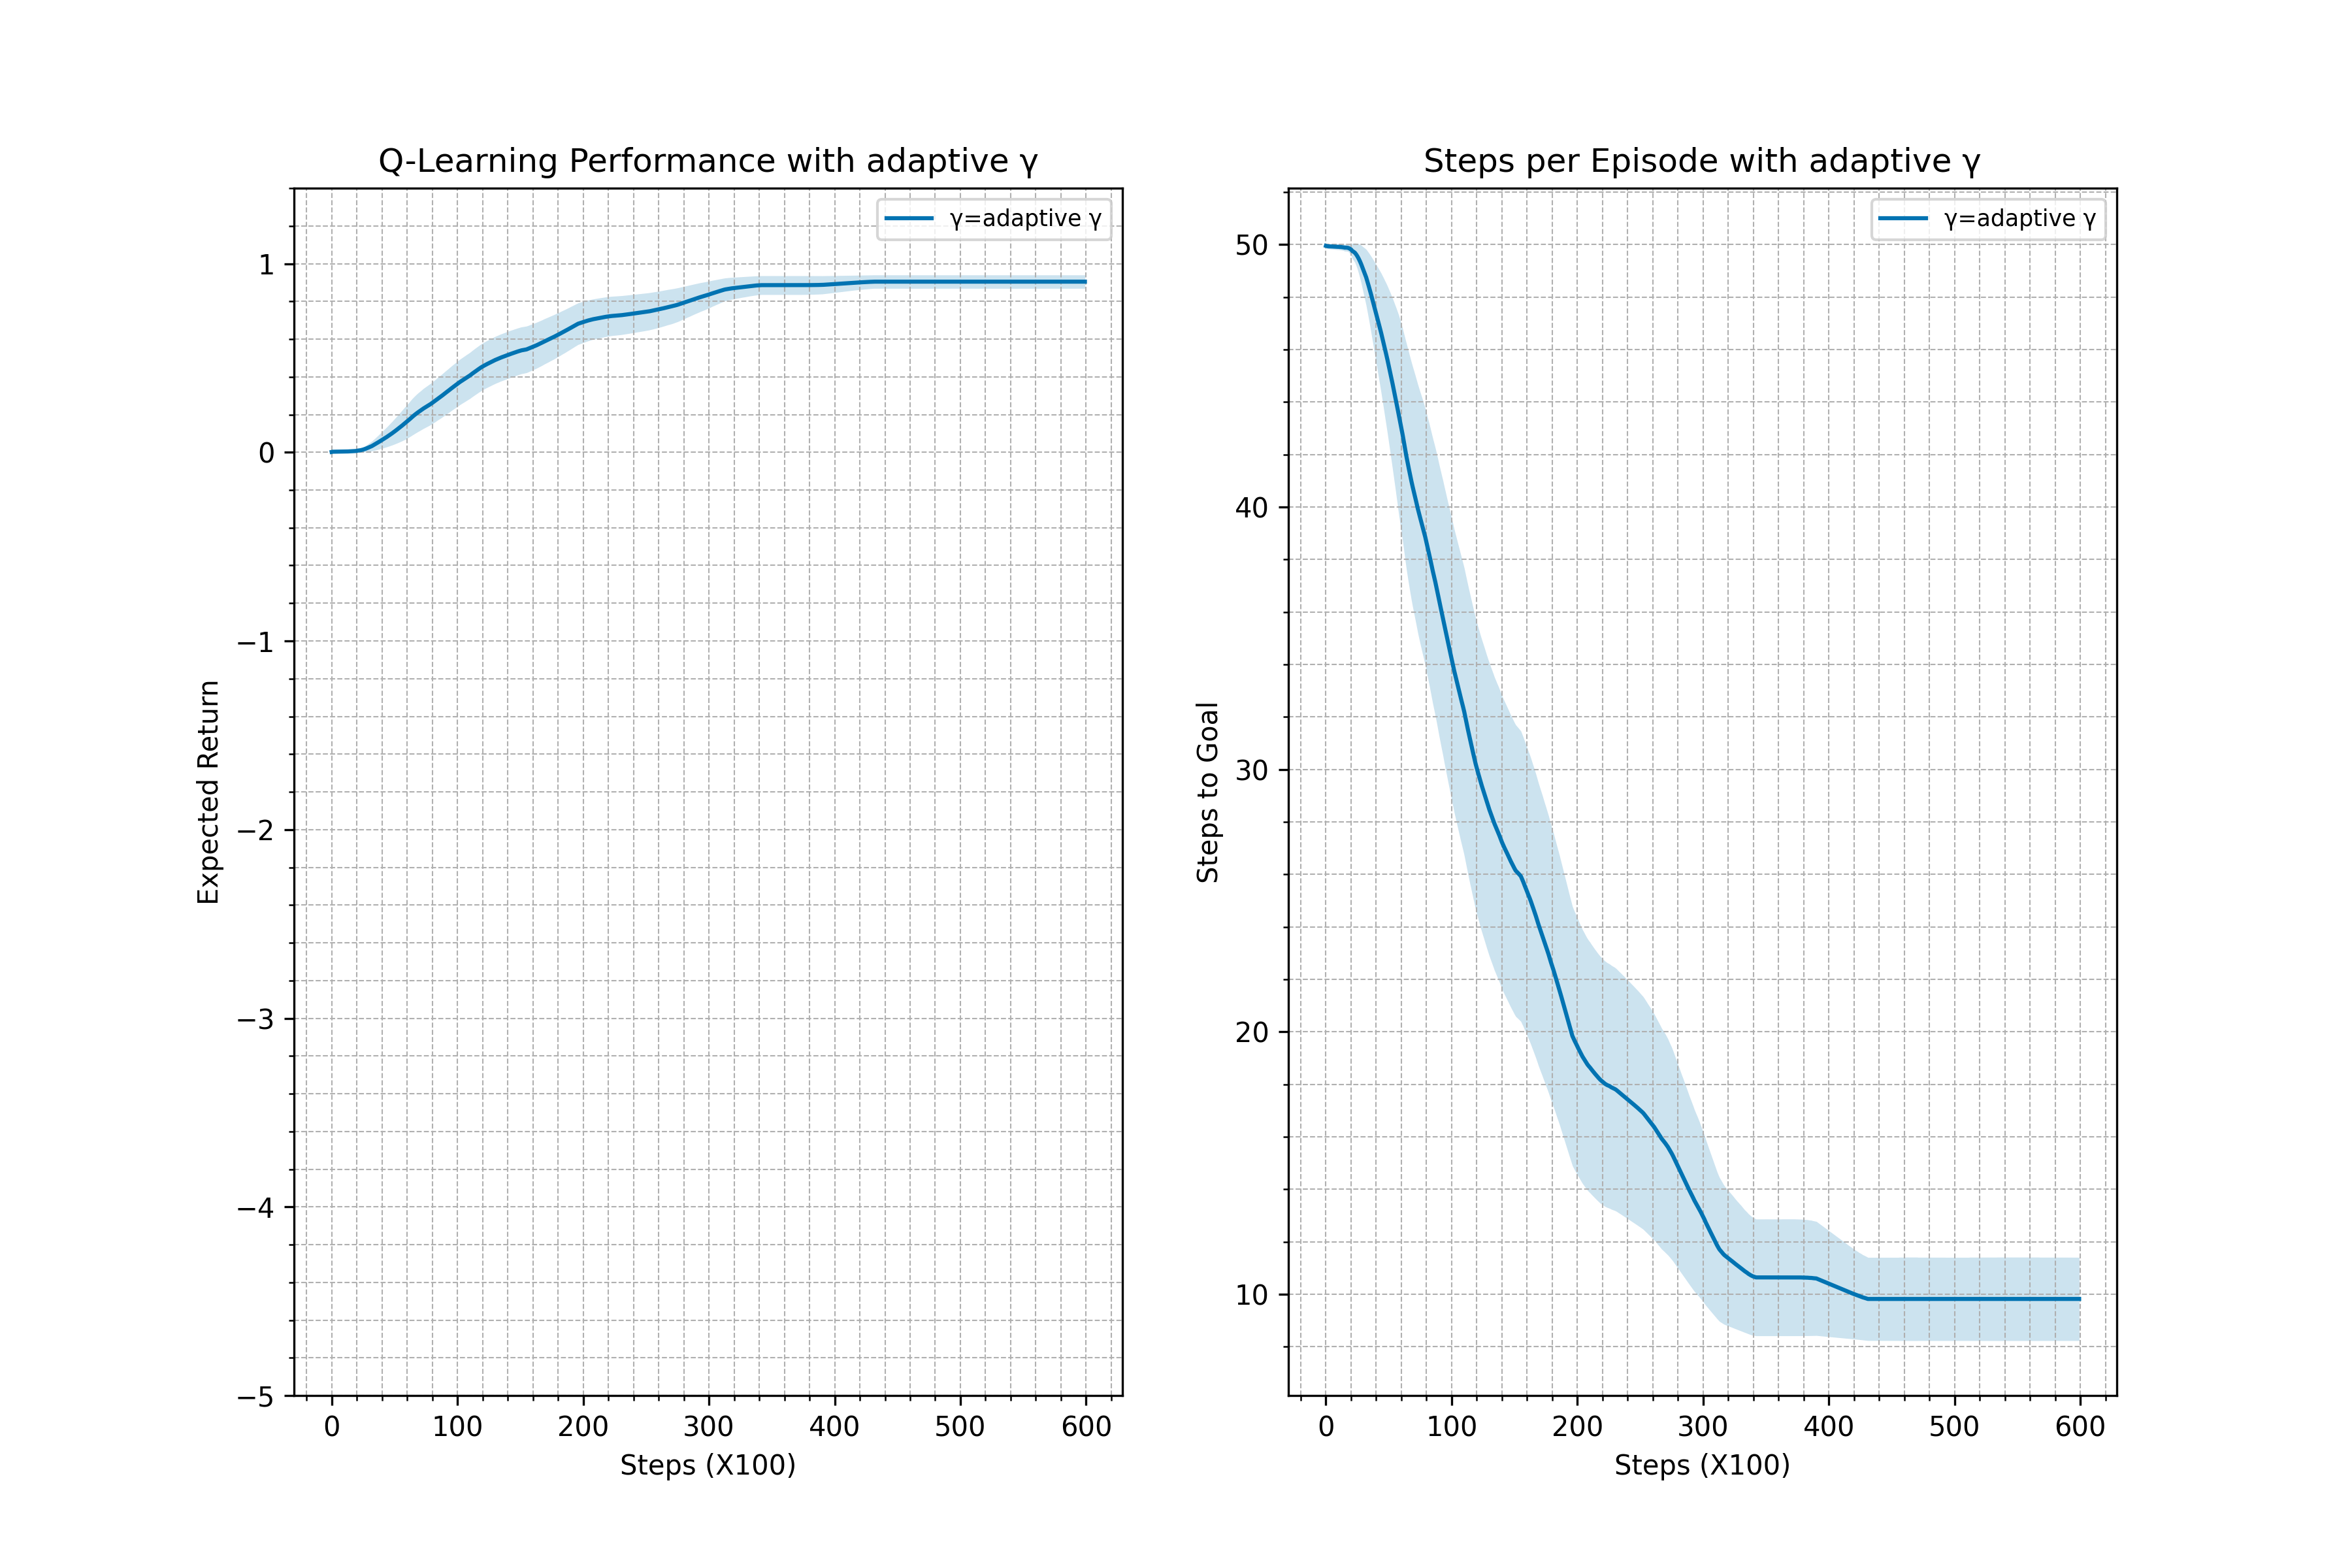 Q-Learning Performance with adaptive γ
γ=adaptive γ
Expected Return
1
0
−1
−2
−3
−4
−5
0 100 200 300 400 500 600
Steps (X100)
Steps per Episode with adaptive γ
γ=adaptive γ
Steps to Goal
50
40
30
20
10
0 100 200 300 400 500 600
Steps (X100)